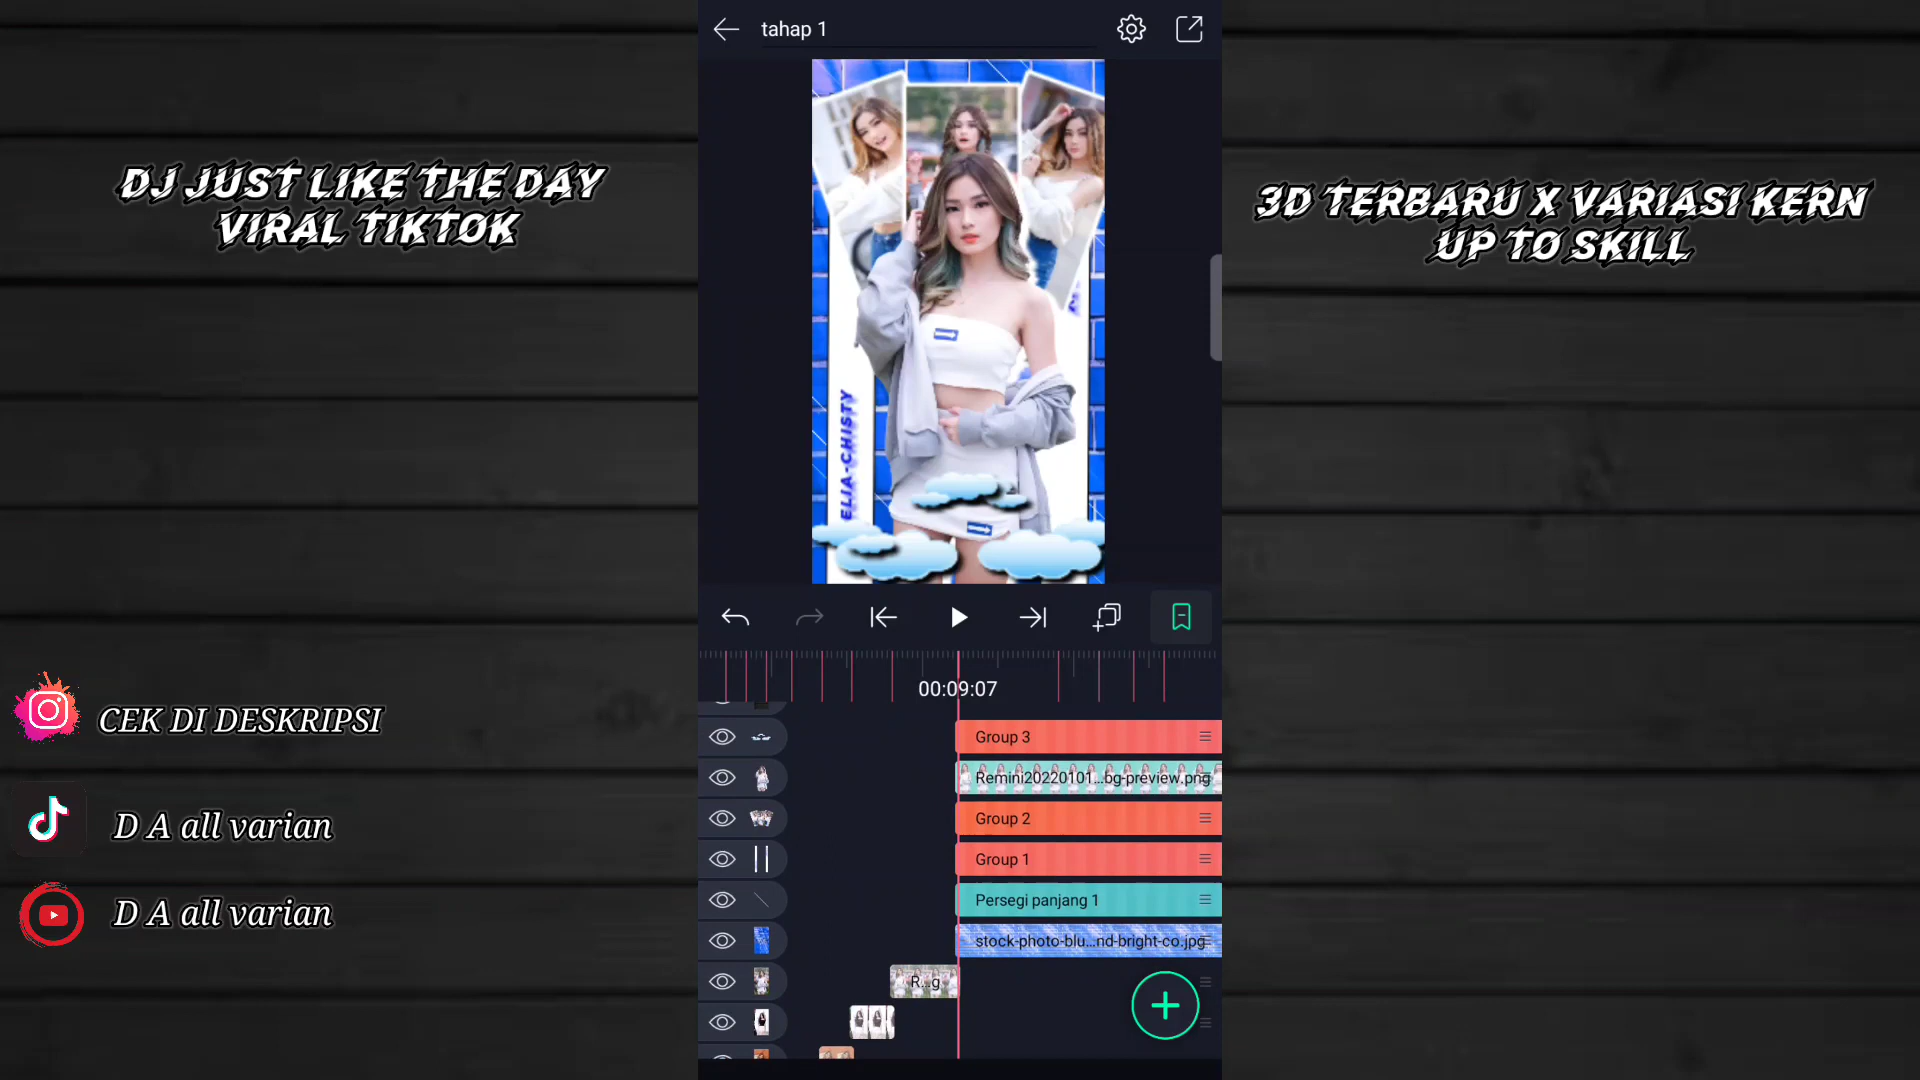 tahap 1
DJ JUST LIKE THE DAY
VIRAL TIKTOK
3D TERBARU X VARIASI KERN
UP TO SKILL
ELIA-CHISTY
00:09:07
CEK DI DESKRIPSI
D A all varian
D A all varian
Group 3
Remini20220101...bg-preview.png
Group 2
Group 1
Persegi panjang 1
stock-photo-blu...nd-bright-co.jpg
R...g